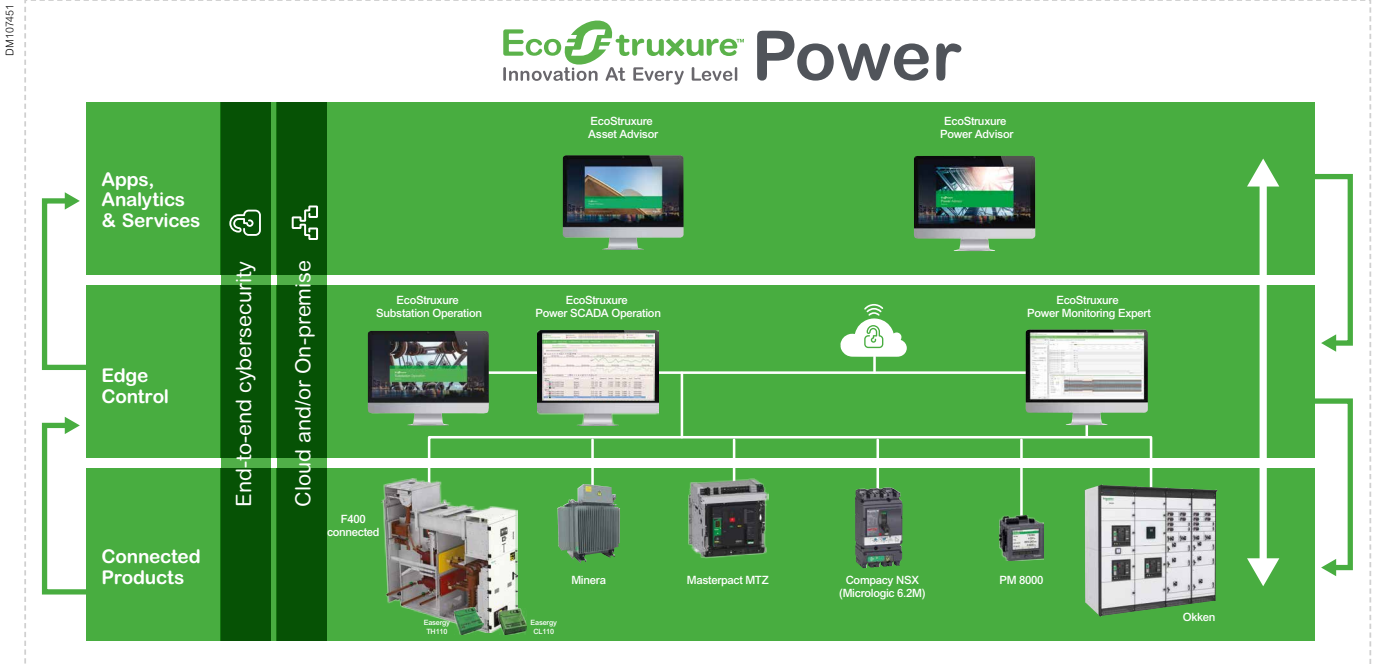 DM107451
EcoStruxure™ Power
Innovation At Every Level
Apps,
Analytics
& Services
End-to-end cybersecurity
Cloud and/or On-premise
EcoStruxure
Asset Advisor
EcoStruxure
Power Advisor
Edge
Control
EcoStruxure
Substation Operation
EcoStruxure
Power SCADA Operation
EcoStruxure
Power Monitoring Expert
Connected
Products
F400
connected
Easergy
TH110
Easergy
CL110
Minera
Masterpact MTZ
Compacy NSX
(Micrologic 6.2M)
PM 8000
Okken